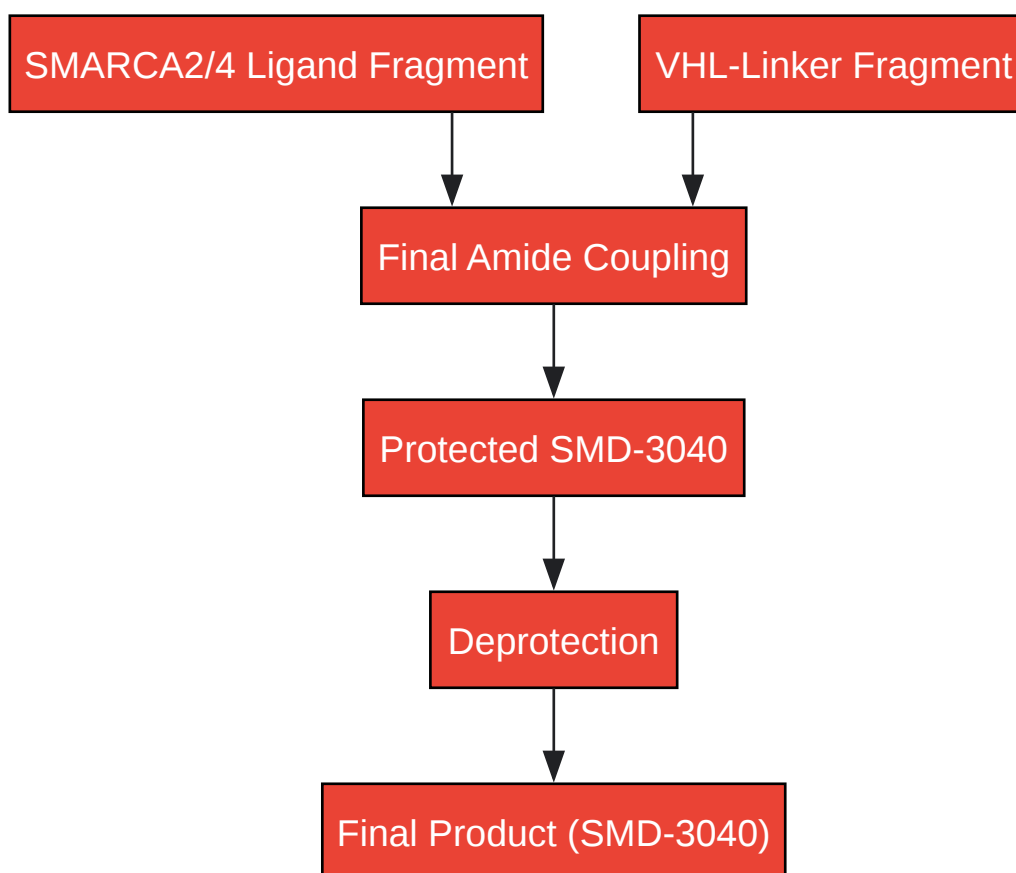 SMARCA2/4 Ligand Fragment
VHL-Linker Fragment
Final Amide Coupling
Protected SMD-3040
Deprotection
Final Product (SMD-3040)